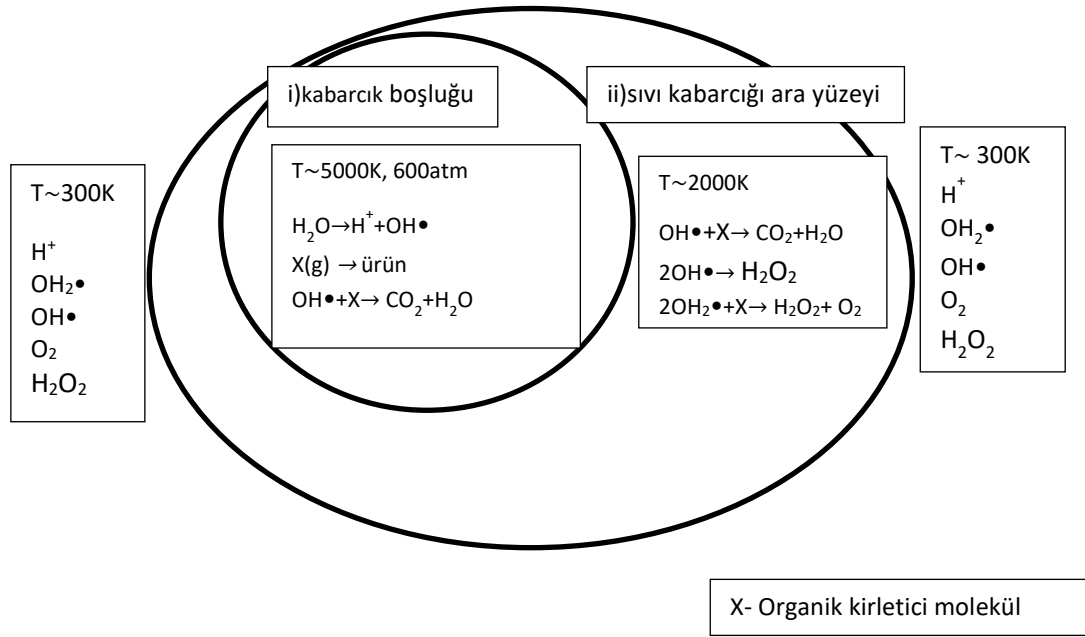 i)kabarcık boşluğu
ii)sıvı kabarcığı ara yüzeyi
T~300K
H⁺
OH₂●
OH●
O₂
H₂O₂
T~5000K, 600atm
H₂O→H⁺+OH●
X(g) → ürün
OH●+X→ CO₂+H₂O
T~2000K
OH●+X→ CO₂+H₂O
2OH●→ H₂O₂
2OH₂●+X→ H₂O₂+ O₂
T~ 300K
H⁺
OH₂●
OH●
O₂
H₂O₂
X- Organik kirletici molekül